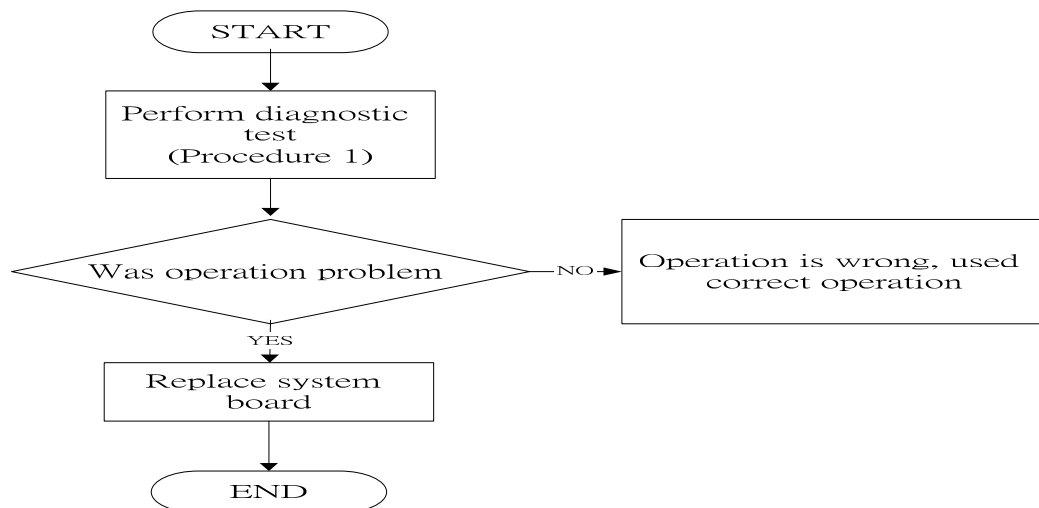 START
Perform diagnostic
test
(Procedure 1)
Was operation problem
NO
Operation is wrong, used
correct operation
YES
Replace system
board
END